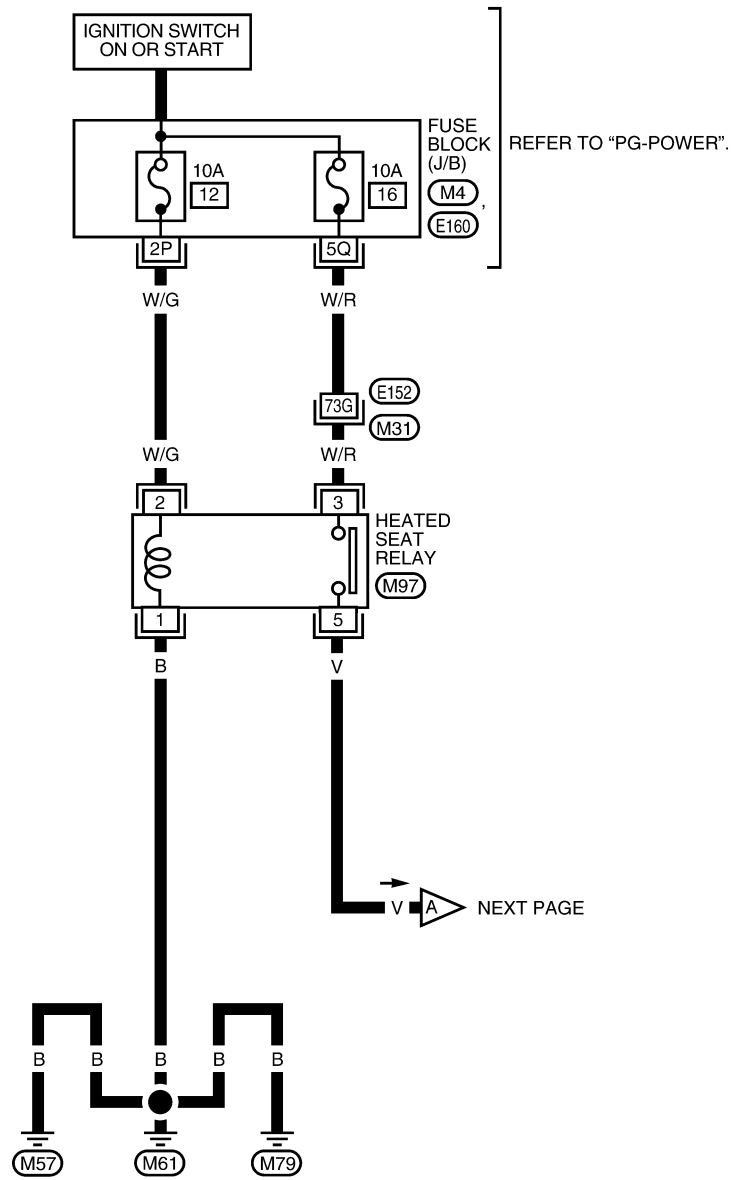 IGNITION SWITCH
ON OR START
FUSE
BLOCK
(J/B)
REFER TO “PG-POWER”.
10A
12
10A
16
M4
,
E160
2P
5Q
W/G
W/R
73G
E152
M31
W/G
W/R
2
3
HEATED
SEAT
RELAY
M97
1
5
B
V
V
A
NEXT PAGE
B
B
B
B
B
M57
M61
M79